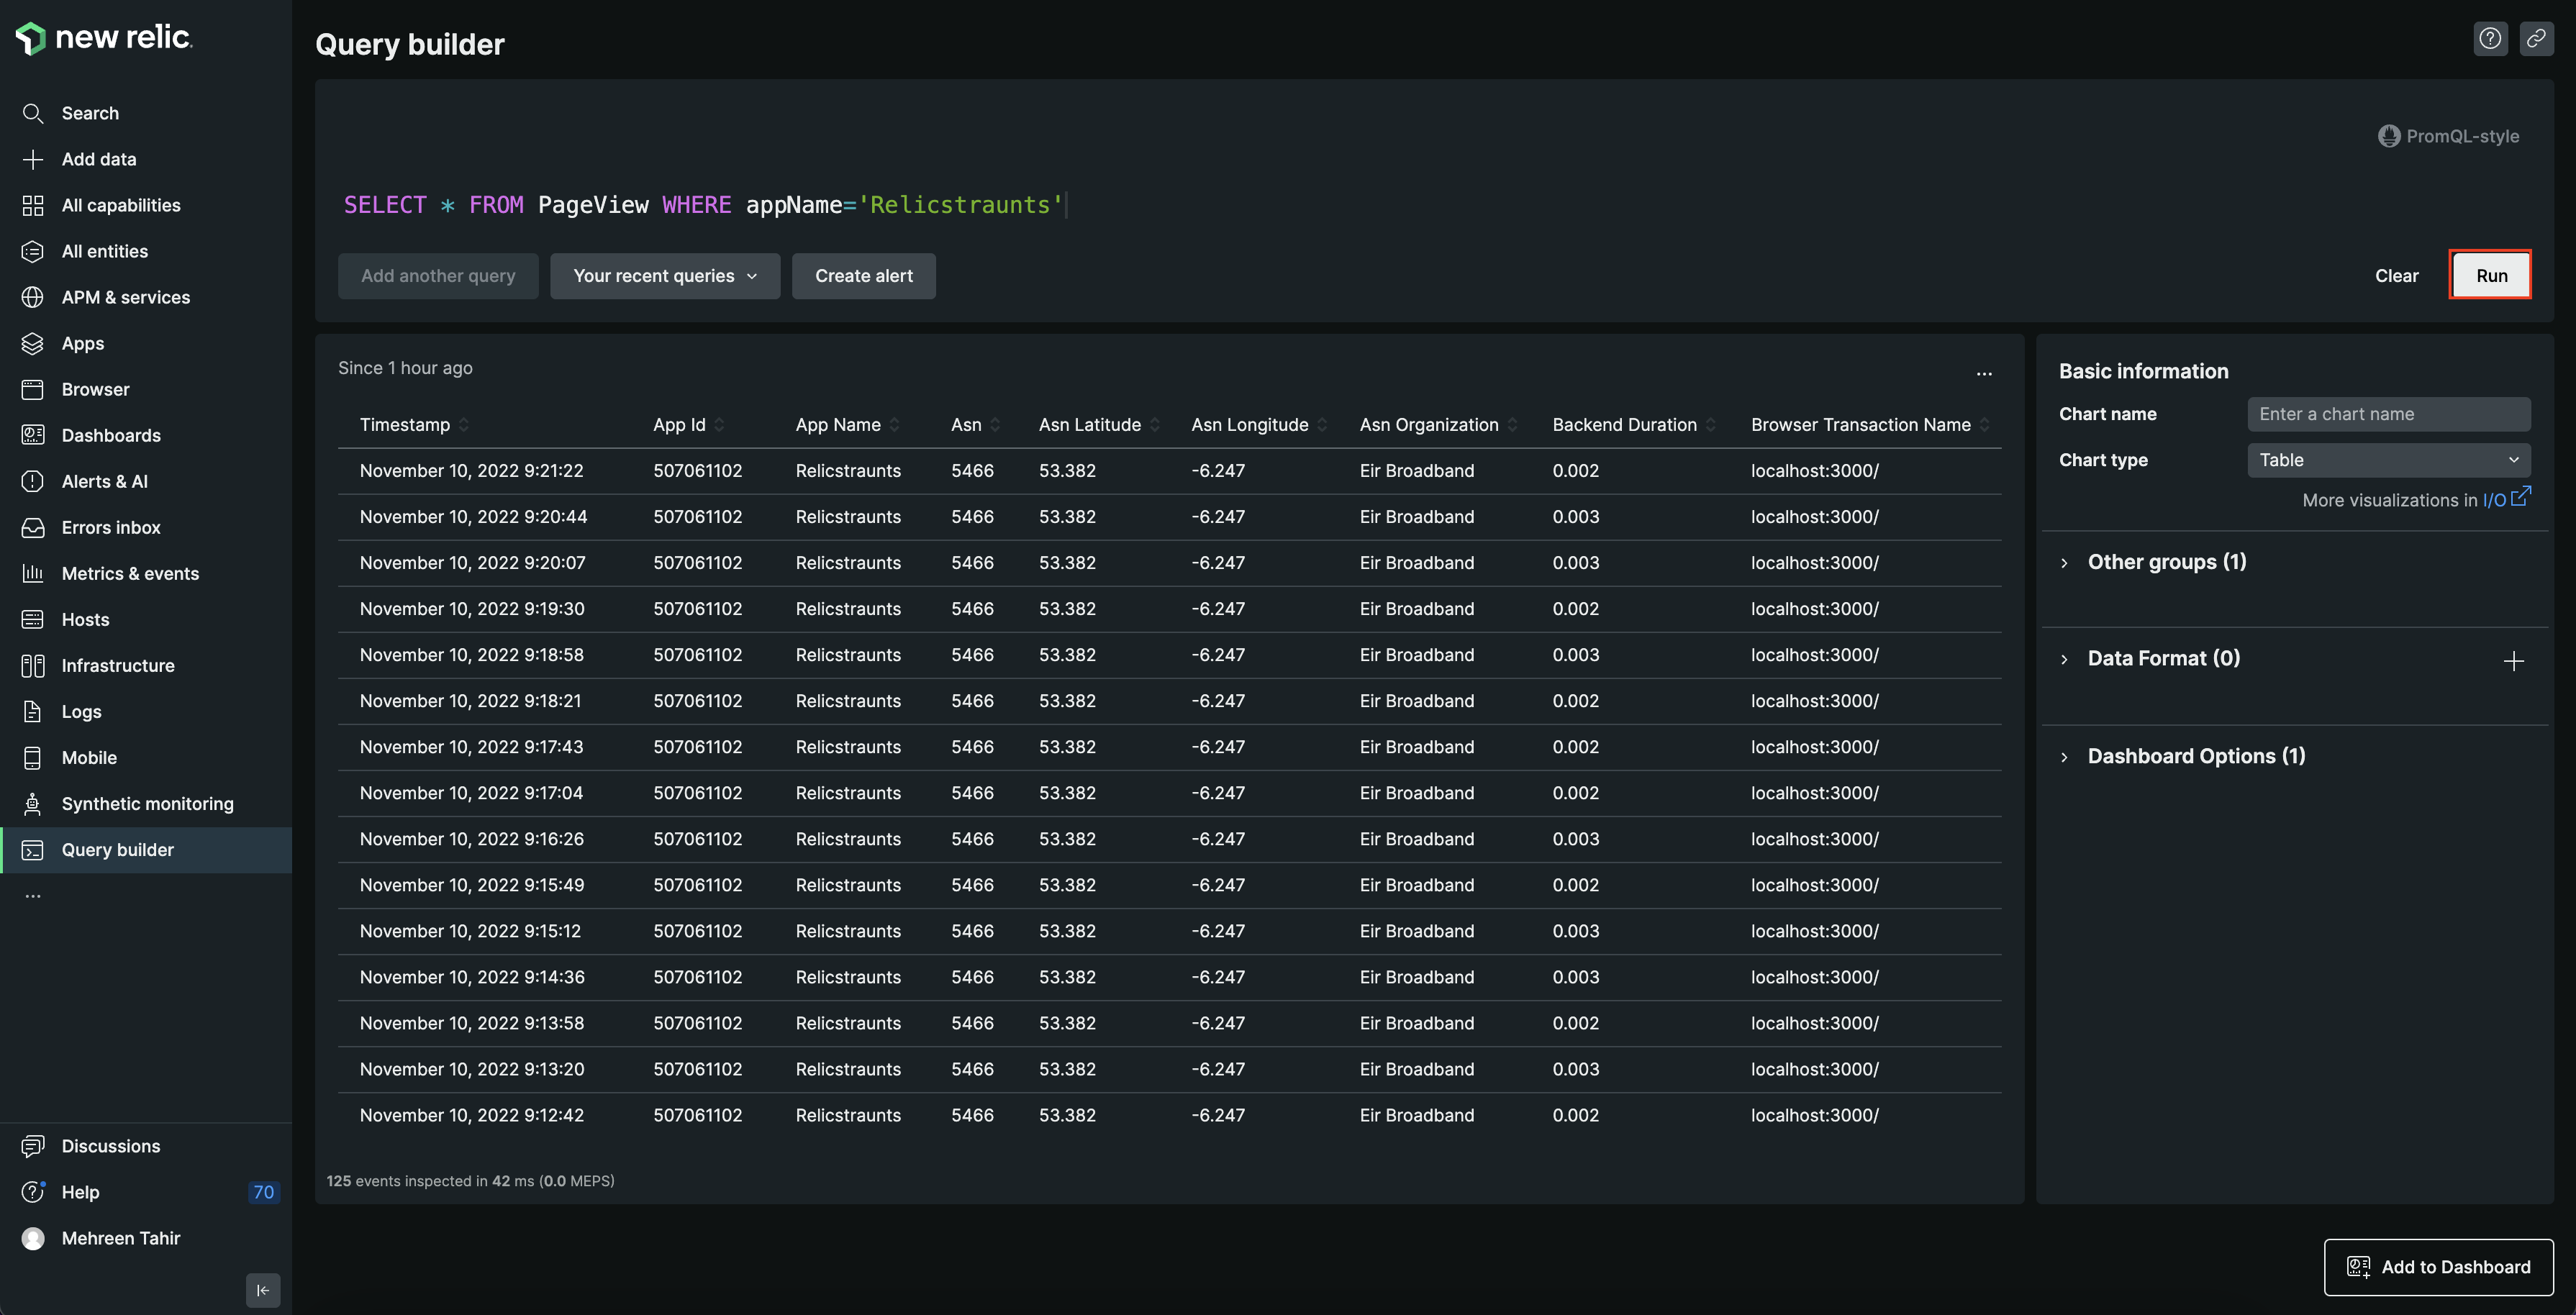 new relic.
Search
Add data
All capabilities
All entities
APM & services
Apps
Browser
Dashboards
Alerts & AI
Errors inbox
Metrics & events
Hosts
Infrastructure
Logs
Mobile
Synthetic monitoring
Query builder
...
Discussions
Help 70
Mehreen Tahir
Query builder
PromQL-style
SELECT * FROM PageView WHERE appName='Relicstraunts'
Add another query Your recent queries Create alert Clear Run
Since 1 hour ago ...
Timestamp App Id App Name Asn Asn Latitude Asn Longitude Asn Organization Backend Duration Browser Transaction Name
November 10, 2022 9:21:22 507061102 Relicstraunts 5466 53.382 -6.247 Eir Broadband 0.002 localhost:3000/
November 10, 2022 9:20:44 507061102 Relicstraunts 5466 53.382 -6.247 Eir Broadband 0.003 localhost:3000/
November 10, 2022 9:20:07 507061102 Relicstraunts 5466 53.382 -6.247 Eir Broadband 0.003 localhost:3000/
November 10, 2022 9:19:30 507061102 Relicstraunts 5466 53.382 -6.247 Eir Broadband 0.002 localhost:3000/
November 10, 2022 9:18:58 507061102 Relicstraunts 5466 53.382 -6.247 Eir Broadband 0.003 localhost:3000/
November 10, 2022 9:18:21 507061102 Relicstraunts 5466 53.382 -6.247 Eir Broadband 0.002 localhost:3000/
November 10, 2022 9:17:43 507061102 Relicstraunts 5466 53.382 -6.247 Eir Broadband 0.002 localhost:3000/
November 10, 2022 9:17:04 507061102 Relicstraunts 5466 53.382 -6.247 Eir Broadband 0.002 localhost:3000/
November 10, 2022 9:16:26 507061102 Relicstraunts 5466 53.382 -6.247 Eir Broadband 0.003 localhost:3000/
November 10, 2022 9:15:49 507061102 Relicstraunts 5466 53.382 -6.247 Eir Broadband 0.002 localhost:3000/
November 10, 2022 9:15:12 507061102 Relicstraunts 5466 53.382 -6.247 Eir Broadband 0.003 localhost:3000/
November 10, 2022 9:14:36 507061102 Relicstraunts 5466 53.382 -6.247 Eir Broadband 0.003 localhost:3000/
November 10, 2022 9:13:58 507061102 Relicstraunts 5466 53.382 -6.247 Eir Broadband 0.002 localhost:3000/
November 10, 2022 9:13:20 507061102 Relicstraunts 5466 53.382 -6.247 Eir Broadband 0.003 localhost:3000/
November 10, 2022 9:12:42 507061102 Relicstraunts 5466 53.382 -6.247 Eir Broadband 0.002 localhost:3000/
125 events inspected in 42 ms (0.0 MEPS)
Basic information
Chart name Enter a chart name
Chart type Table
More visualizations in I/O
Other groups (1)
Data Format (0)
Dashboard Options (1)
Add to Dashboard